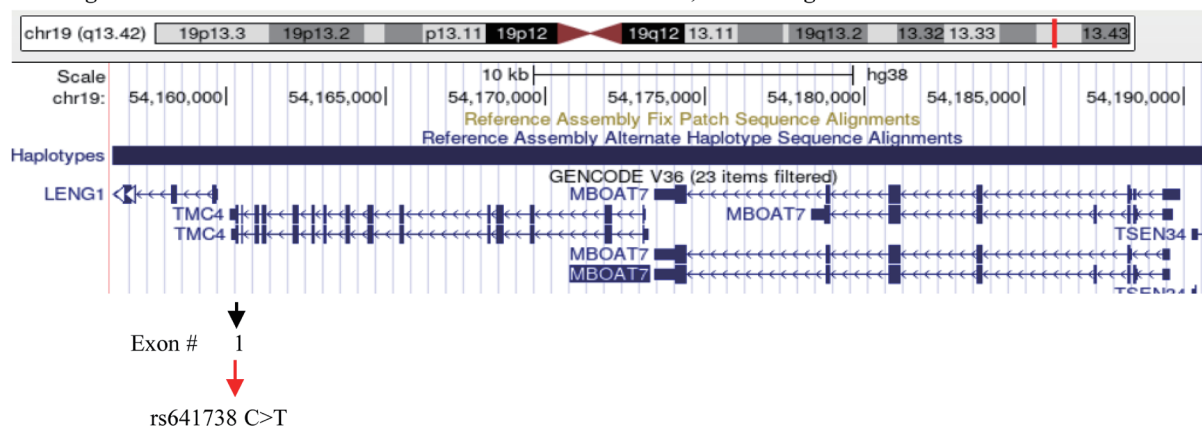 chr19 (q13.42) 19p13.3 19p13.2 p13.11 19p12 19q12 13.11 19q13.2 13.32 13.33 13.43
Scale 10 kb hg38
chr19: 54,160,000 54,165,000 54,170,000 54,175,000 54,180,000 54,185,000 54,190,000
Reference Assembly Fix Patch Sequence Alignments
Reference Assembly Alternate Haplotype Sequence Alignments
Haplotypes
GENCODE V36 (23 items filtered)
LENG1 MBOAT7
TMC4 MBOAT7
TMC4 TSEN34
MBOAT7
MBOAT7
TSEN34
Exon # 1
rs641738 C>T